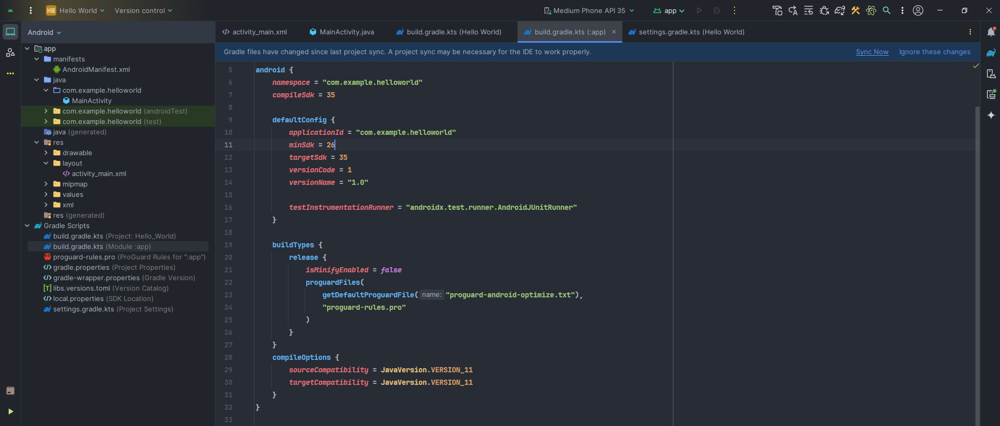 HW Hello World Version control Medium Phone API 35 app
Android
activity_main.xml MainActivity.java build.gradle.kts (Hello World) build.gradle.kts (:app) settings.gradle.kts (Hello World)
Gradle files have changed since last project sync. A project sync may be necessary for the IDE to work properly. Sync Now Ignore these changes
app
manifests
AndroidManifest.xml
java
com.example.helloworld
MainActivity
com.example.helloworld (androidTest)
com.example.helloworld (test)
java (generated)
res
drawable
layout
activity_main.xml
mipmap
values
xml
res (generated)
Gradle Scripts
build.gradle.kts (Project: Hello_World)
build.gradle.kts (Module :app)
proguard-rules.pro (ProGuard Rules for ":app")
gradle.properties (Project Properties)
gradle-wrapper.properties (Gradle Version)
libs.versions.toml (Version Catalog)
local.properties (SDK Location)
settings.gradle.kts (Project Settings)
5 android {
6 namespace = "com.example.helloworld"
7 compileSdk = 35
8
9 defaultConfig {
10 applicationId = "com.example.helloworld"
11 minSdk = 26
12 targetSdk = 35
13 versionCode = 1
14 versionName = "1.0"
15
16 testInstrumentationRunner = "androidx.test.runner.AndroidJUnitRunner"
17 }
18
19 buildTypes {
20 release {
21 isMinifyEnabled = false
22 proguardFiles(
23 getDefaultProguardFile( name: "proguard-android-optimize.txt"),
24 "proguard-rules.pro"
25 )
26 }
27 }
28 compileOptions {
29 sourceCompatibility = JavaVersion.VERSION_11
30 targetCompatibility = JavaVersion.VERSION_11
31 }
32 }
33